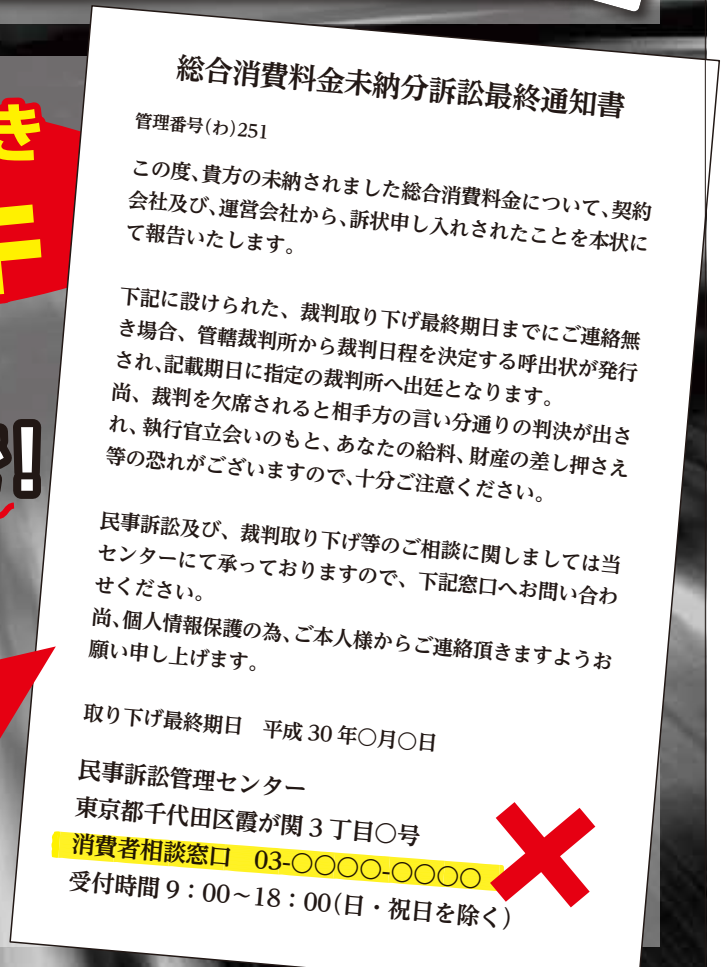 総合消費料金未納分訴訟最終通知書
管理番号(わ)251
この度、貴方の未納されました総合消費料金について、契約
会社及び、運営会社から、訴状申し入れされたことを本状に
て報告いたします。
下記に設けられた、裁判取り下げ最終期日までにご連絡無
き場合、管轄裁判所から裁判日程を決定する呼出状が発行
され、記載期日に指定の裁判所へ出廷となります。
尚、裁判を欠席されると相手方の言い分通りの判決が出さ
れ、執行官立会いのもと、あなたの給料、財産の差し押さえ
等の恐れがございますので、十分ご注意ください。
民事訴訟及び、裁判取り下げ等のご相談に関しましては当
センターにて承っておりますので、下記窓口へお問い合わ
せください。
尚、個人情報保護の為、ご本人様からご連絡頂きますようお
願い申し上げます。
取り下げ最終期日　平成 30 年○月○日
民事訴訟管理センター
東京都千代田区霞が関 3 丁目○号
消費者相談窓口　03-○○○○-○○○○
受付時間 9：00～18：00(日・祝日を除く)
き